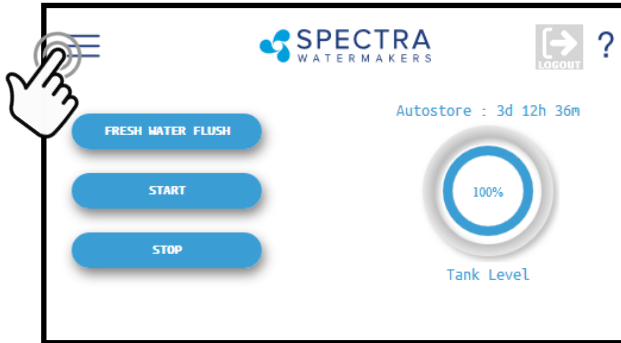 SPECTRA
WATERMAKERS
LOGOUT
?
Autostore : 3d 12h 36m
FRESH WATER FLUSH
START
100%
STOP
Tank Level